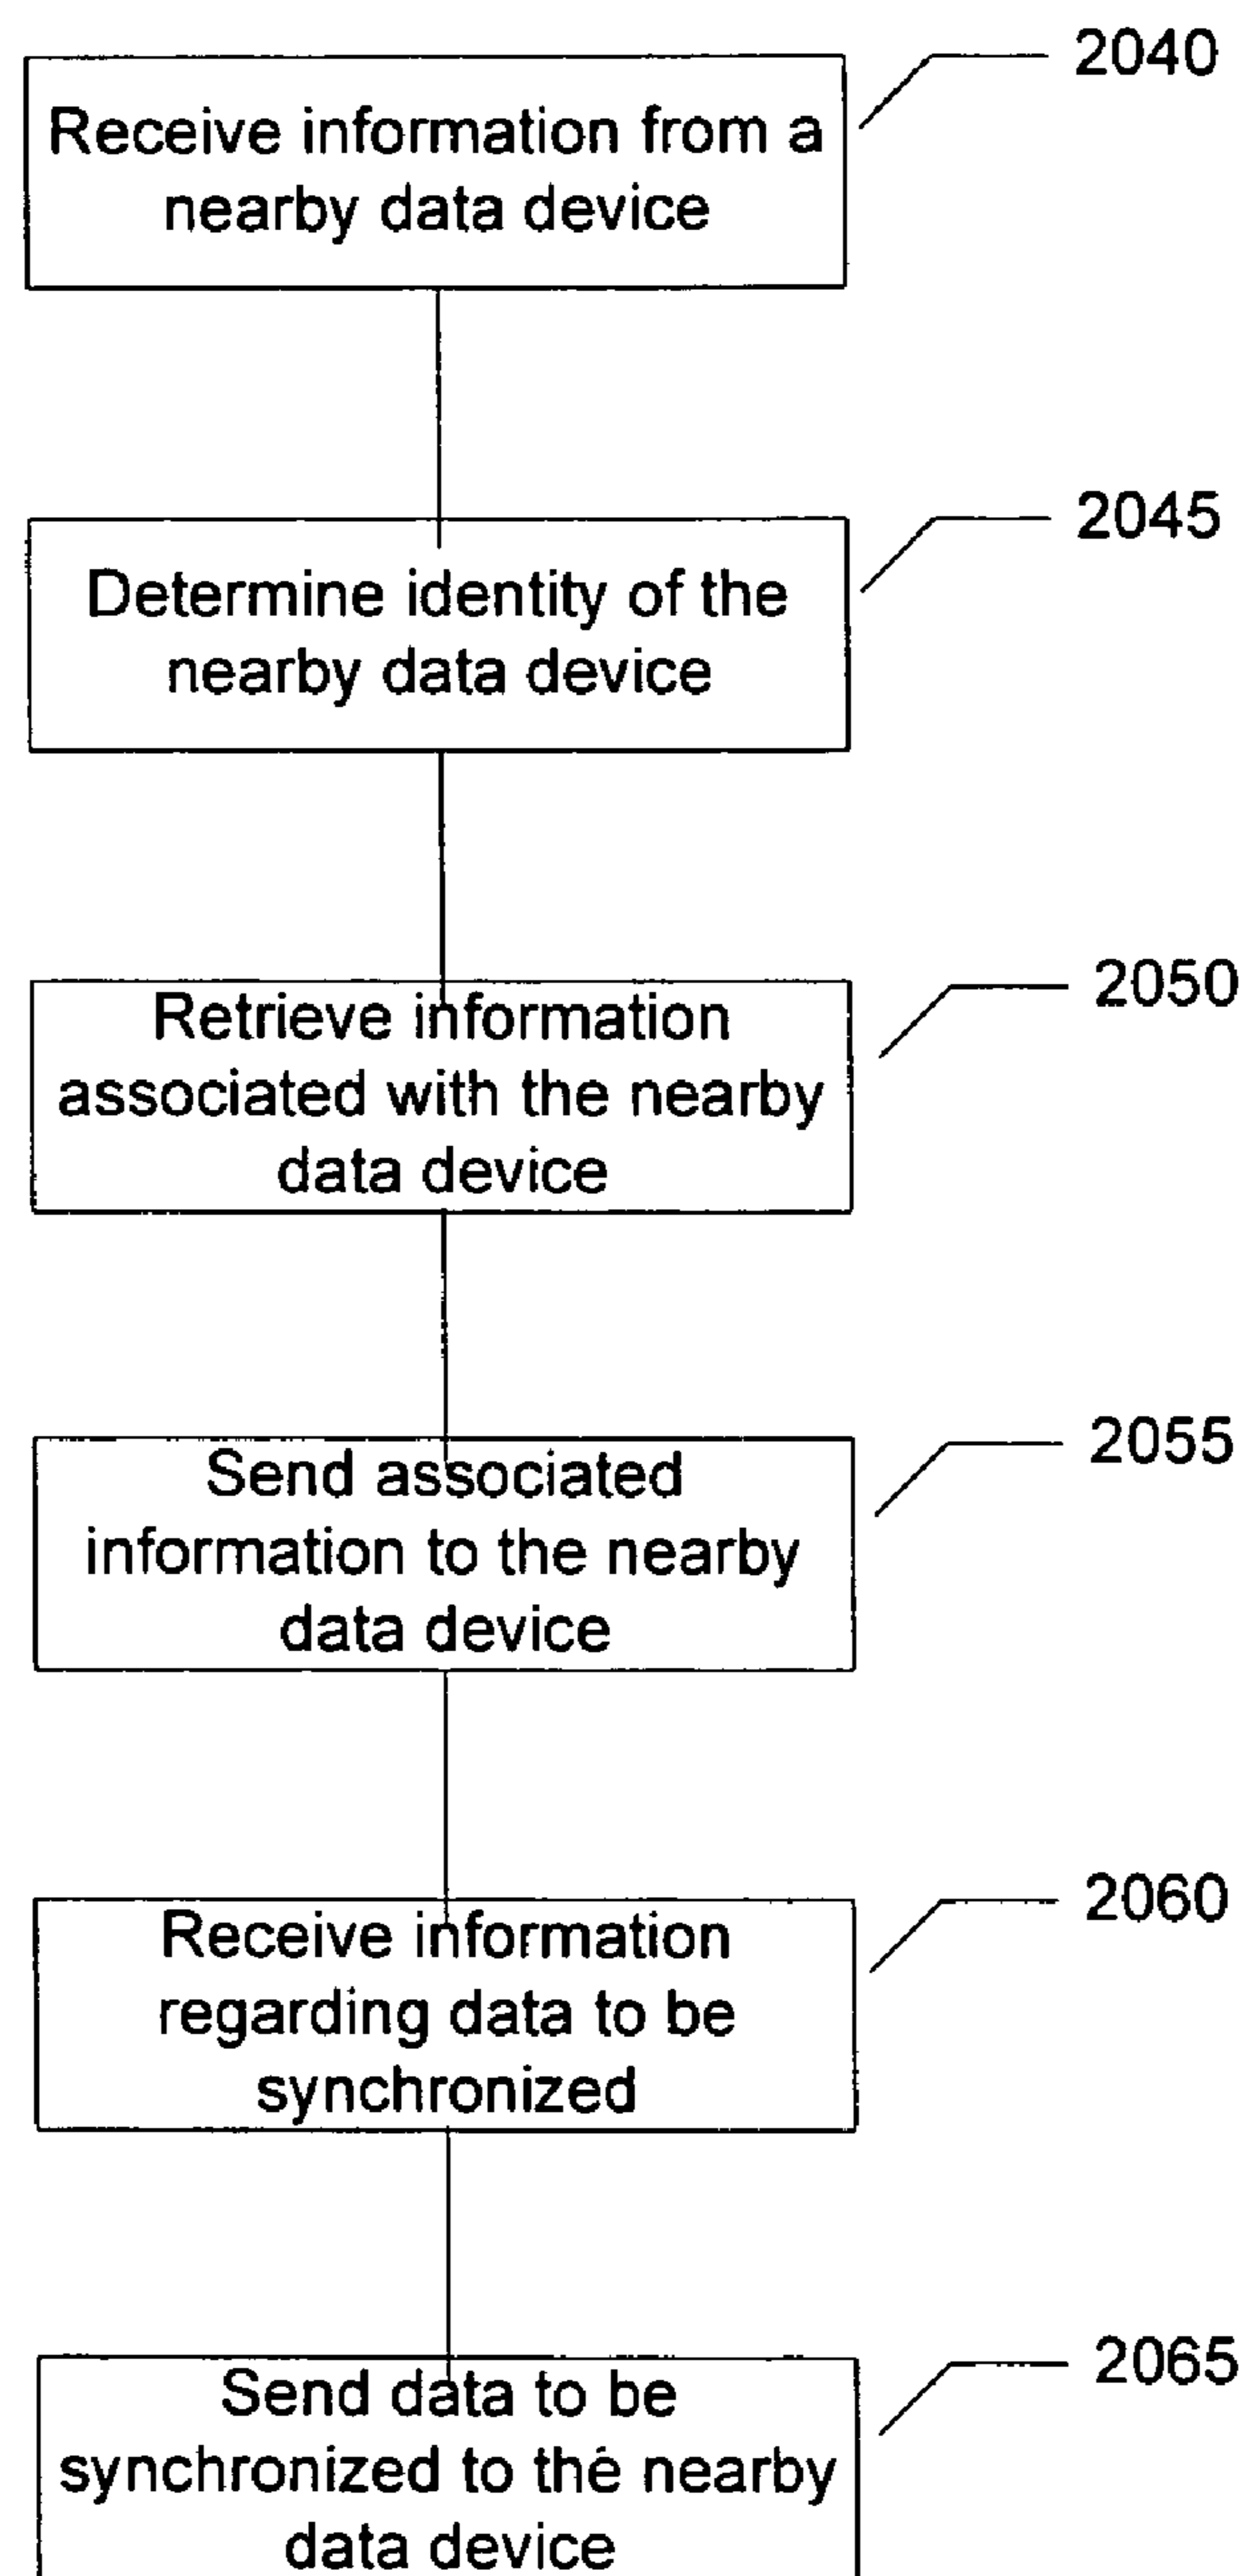 2040
Receive information from a
nearby data device
2045
Determine identity of the
nearby data device
2050
Retrieve information
associated with the nearby
data device
2055
Send associated
information to the nearby
data device
2060
Receive information
regarding data to be
synchronized
2065
Send data to be
synchronized to the nearby
data device